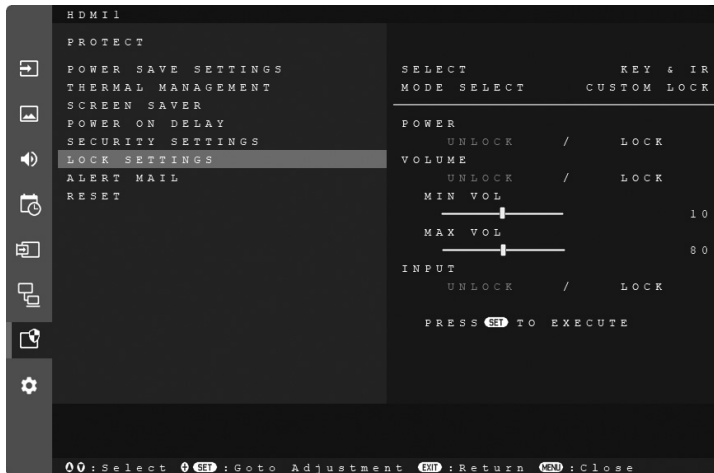 HDMI1
PROTECT
POWER SAVE SETTINGS
THERMAL MANAGEMENT
SCREEN SAVER
POWER ON DELAY
SECURITY SETTINGS
LOCK SETTINGS
ALERT MAIL
RESET
SELECT KEY & IR
MODE SELECT CUSTOM LOCK
POWER
UNLOCK / LOCK
VOLUME
UNLOCK / LOCK
MIN VOL
10
MAX VOL
80
INPUT
UNLOCK / LOCK
PRESS SET TO EXECUTE
:Select SET:Goto Adjustment EXIT:Return MENU:Close